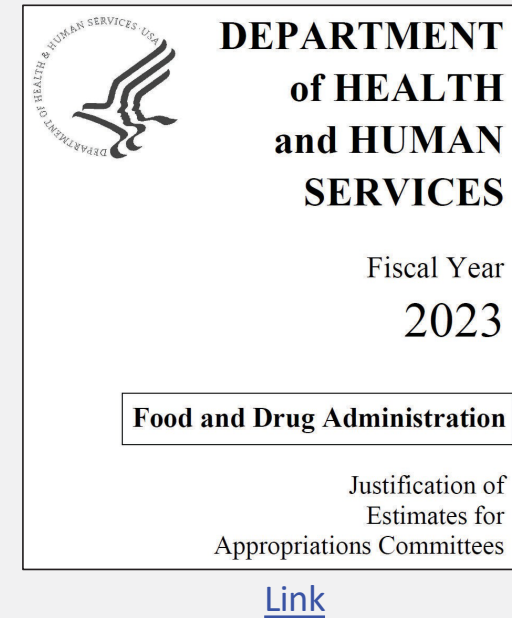 DEPARTMENT OF HEALTH & HUMAN SERVICES·USA
DEPARTMENT
of HEALTH
and HUMAN
SERVICES
Fiscal Year
2023
Food and Drug Administration
Justification of
Estimates for
Appropriations Committees
Link